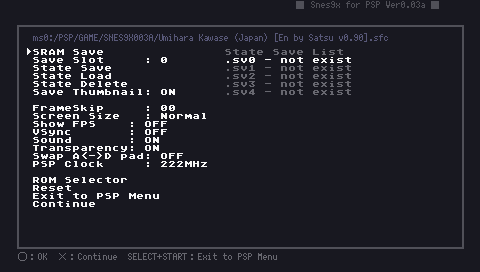 Snes9x for PSP Ver0.03a
ms0:/PSP/GAME/SNES9X003A/Umihara Kawase (Japan) [En by Satsu v0.90].sfc
SRAM Save State Save List
Save Slot : 0 .sv0 - not exist
State Save .sv1 - not exist
State Load .sv2 - not exist
State Delete .sv3 - not exist
Save Thumbnail: ON .sv4 - not exist
FrameSkip : 00
Screen Size : Normal
Show FPS : OFF
VSync : OFF
Sound : ON
Transparency: ON
Swap A<->D pad: OFF
PSP Clock : 222MHz
ROM Selector
Reset
Exit to PSP Menu
Continue
○:OK ×:Continue SELECT+START:Exit to PSP Menu